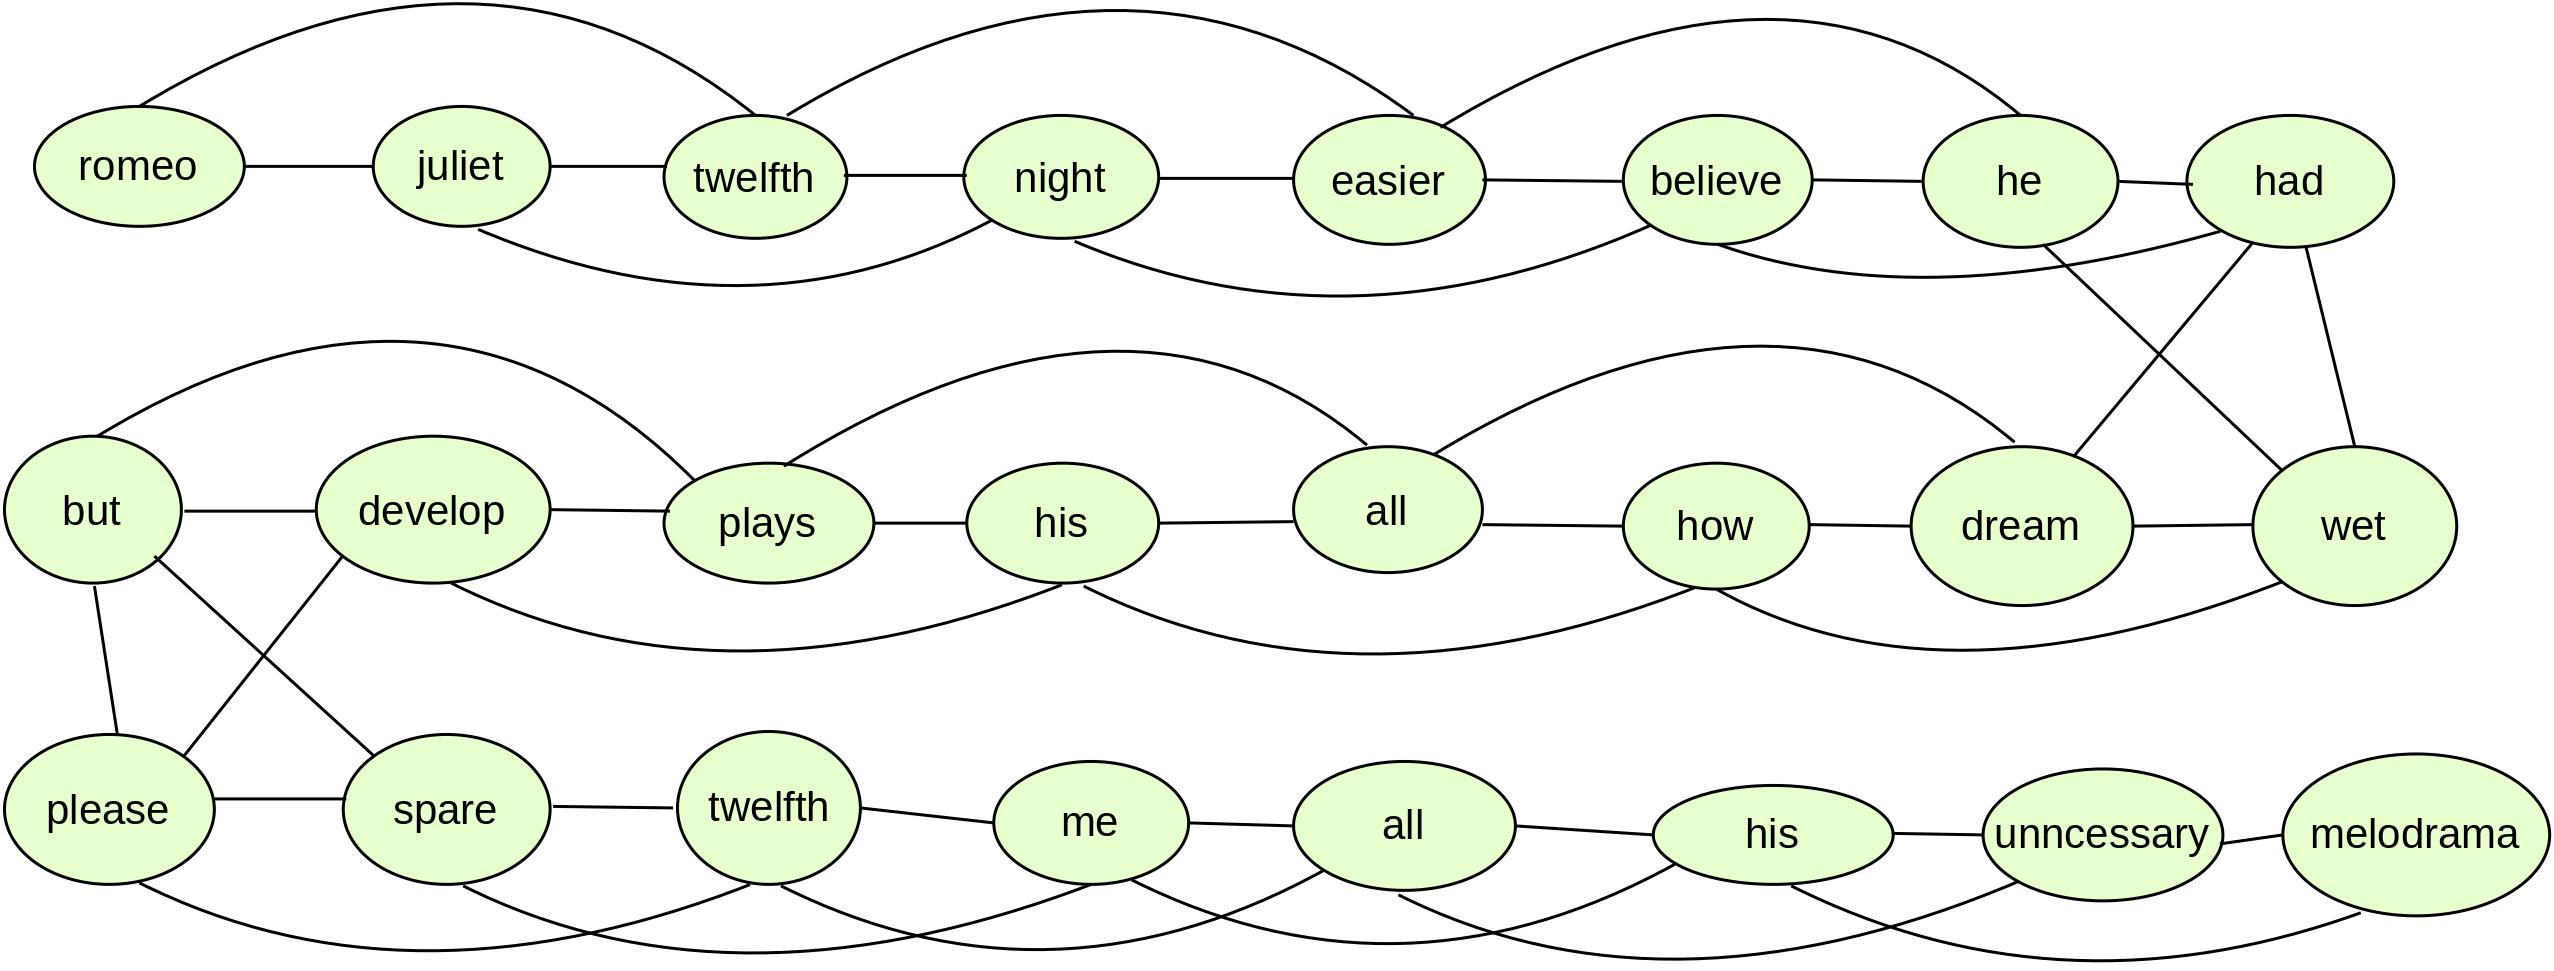 romeo juliet twelfth night easier believe he had
but develop plays his all how dream wet
please spare twelfth me all his unncessary melodrama